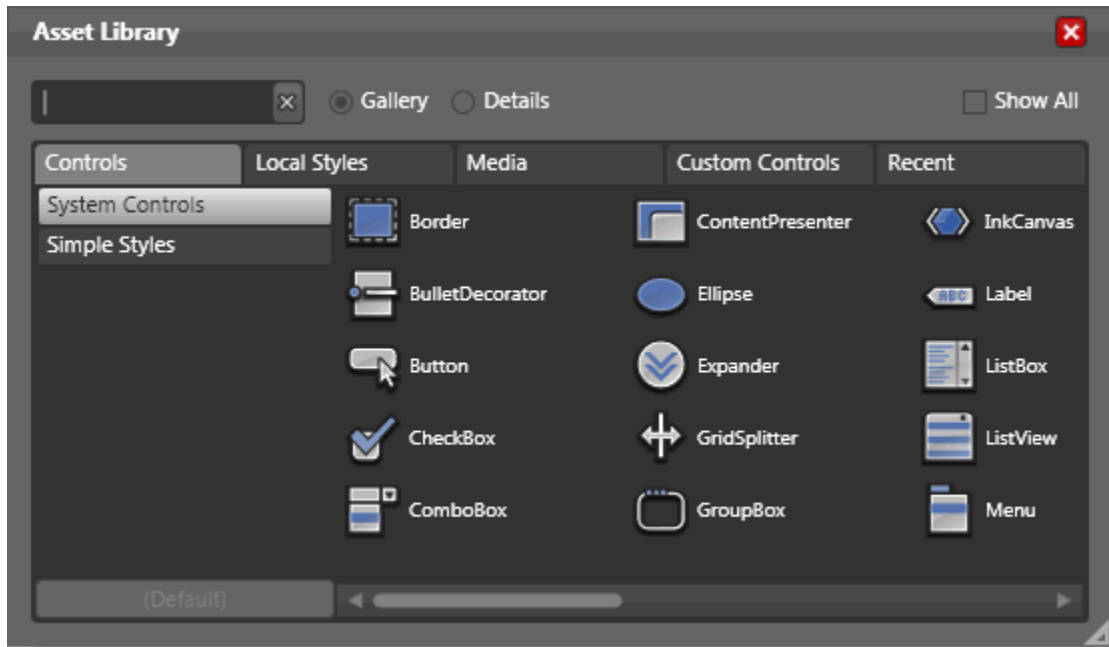 Asset Library
Gallery Details Show All
Controls Local Styles Media Custom Controls Recent
System Controls
Simple Styles
Border ContentPresenter InkCanvas
BulletDecorator Ellipse ABC Label
Button Expander ListBox
CheckBox GridSplitter ListView
ComboBox GroupBox Menu
(Default)